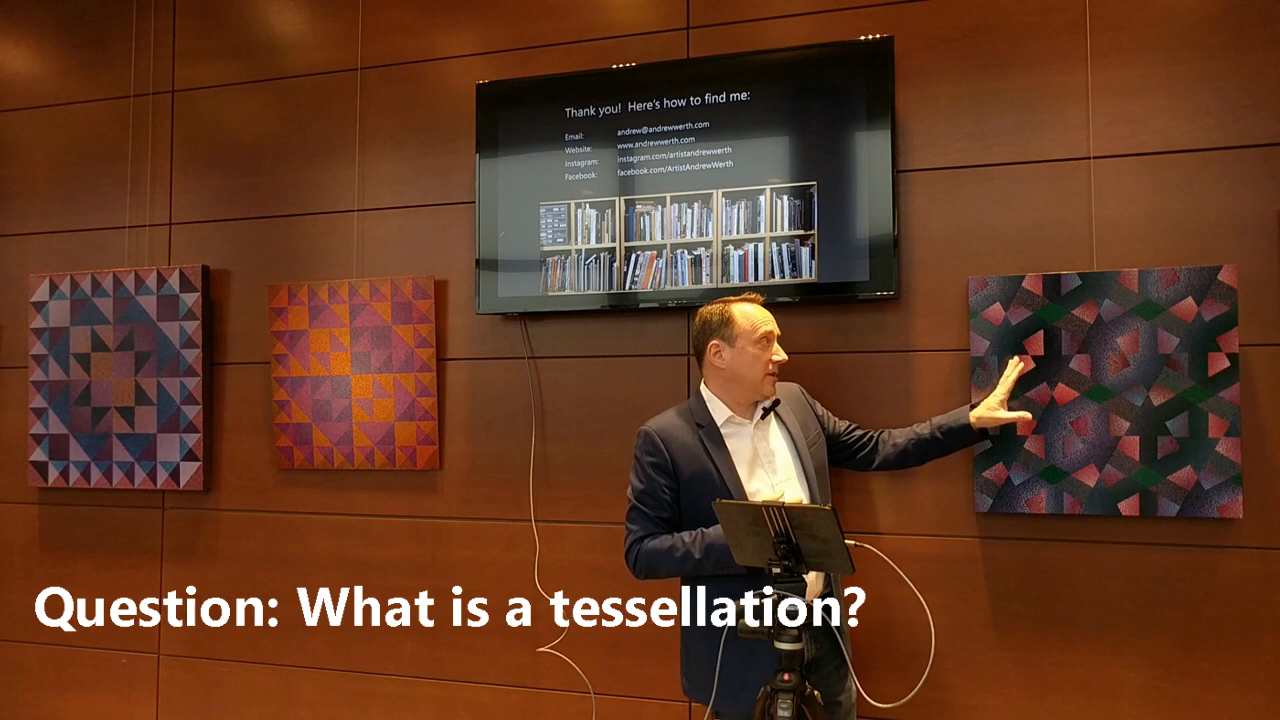 Thank you! Here's how to find me:
Email: andrew@andrewwerth.com
Website: www.andrewwerth.com
Instagram: instagram.com/artistandrewwerth
Facebook: facebook.com/ArtistAndrewWerth
Question: What is a tessellation?